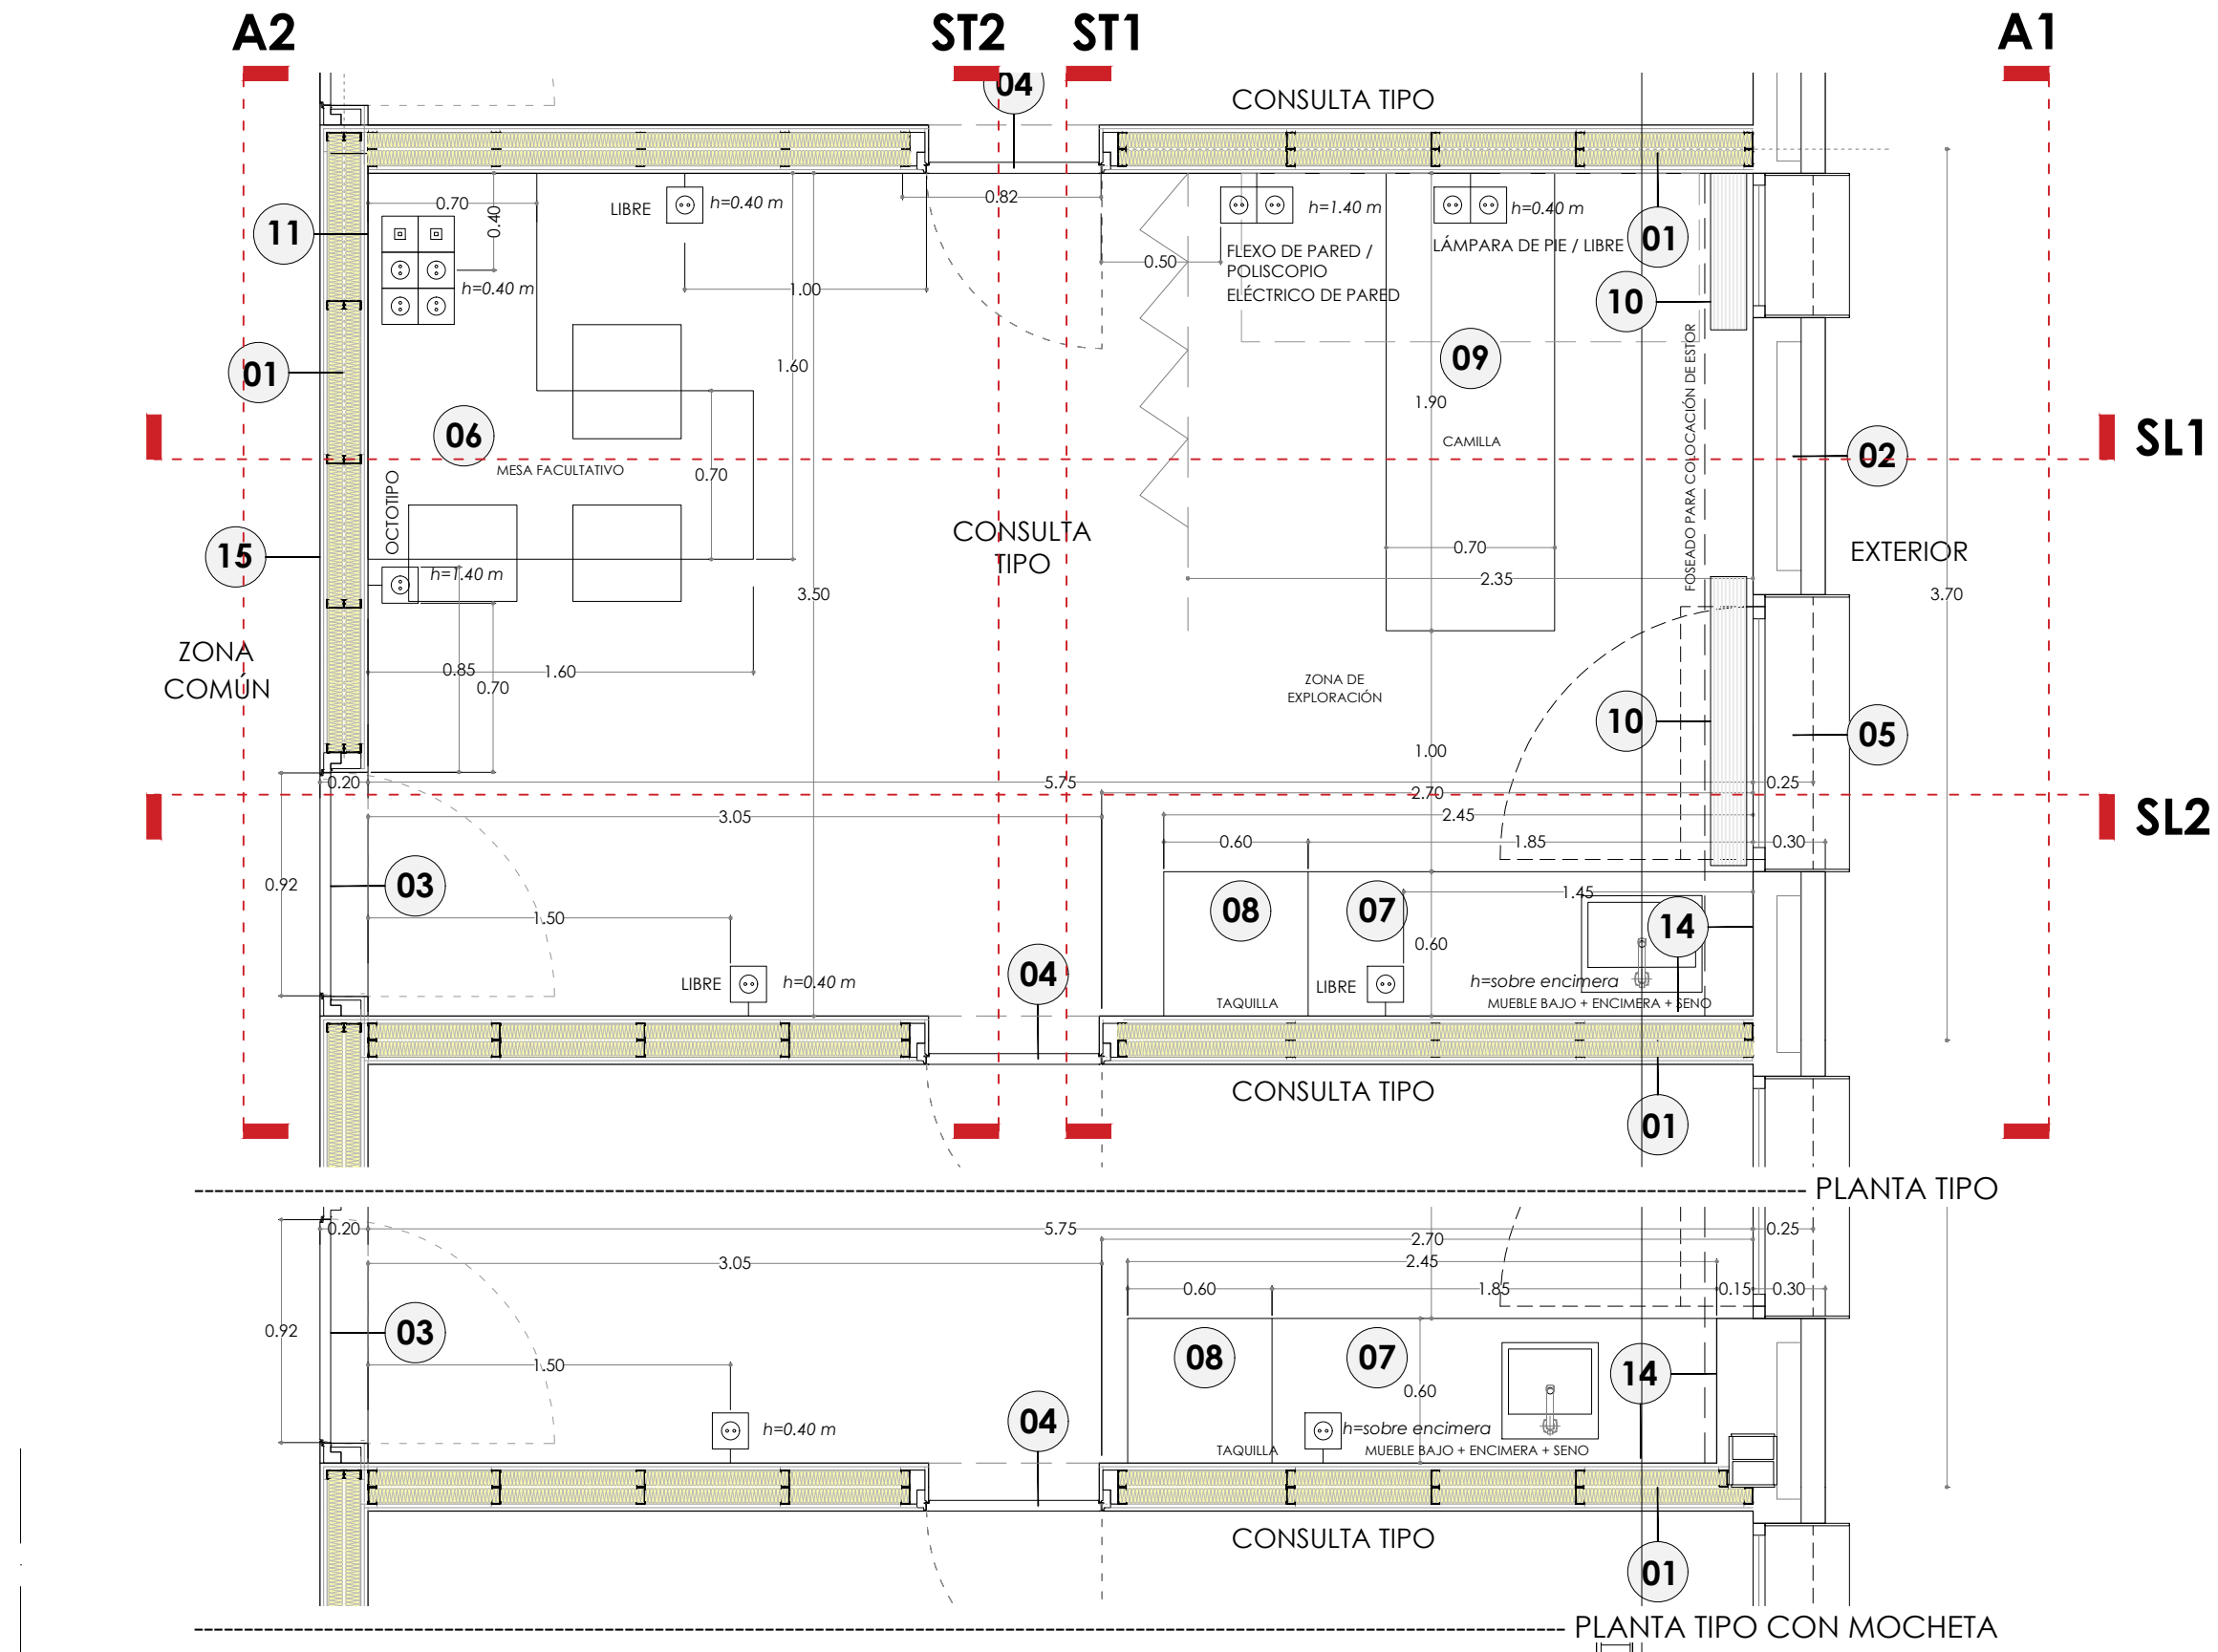 A2
ST2
ST1
A1
04
CONSULTA TIPO
11
0.70
0.40
LIBRE
h=0.40 m
0.82
h=1.40 m
h=0.40 m
01
0.50
FLEXO DE PARED /
POLISCOPIO
ELÉCTRICO DE PARED
LÁMPARA DE PIE / LIBRE
h=0.40 m
1.00
10
01
1.60
09
FOSEADO PARA COLOCACIÓN DE ESTOR
1.90
06
CAMILLA
SL1
02
MESA FACULTATIVO
0.70
OCTOTIPO
CONSULTA
TIPO
15
0.70
EXTERIOR
h=1.40 m
2.35
3.50
3.70
ZONA
COMÚN
0.85
1.60
0.70
ZONA DE
EXPLORACIÓN
10
05
1.00
0.20
5.75
0.25
2.70
SL2
3.05
2.45
0.60
1.85
0.30
0.92
03
1.45
1.50
08
07
14
0.60
04
LIBRE
h=0.40 m
LIBRE
h=sobre encimera
TAQUILLA
MUEBLE BAJO + ENCIMERA + SENO
CONSULTA TIPO
01
PLANTA TIPO
0.20
5.75
0.25
2.70
3.05
2.45
0.60
1.85
0.15
0.30
0.92
03
1.50
08
07
14
0.60
04
h=0.40 m
h=sobre encimera
TAQUILLA
MUEBLE BAJO + ENCIMERA + SENO
CONSULTA TIPO
01
PLANTA TIPO CON MOCHETA